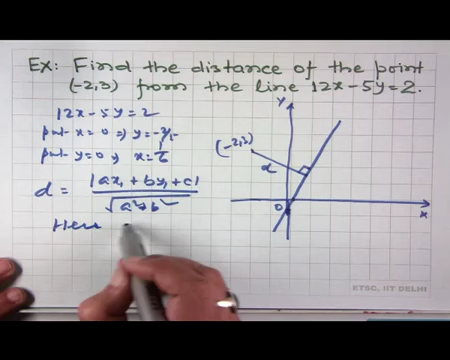 Ex: Find the distance of the point
(-2,3) from the line 12x-5y=2.
12x-5y=2
put x=0 => y=-2/5
put y=0, x=1/6
d = |ax₁ + by₁ + c| / √a²+b²
Here
y
(-2,3)
d
O
x
ETSC, IIT DELHI